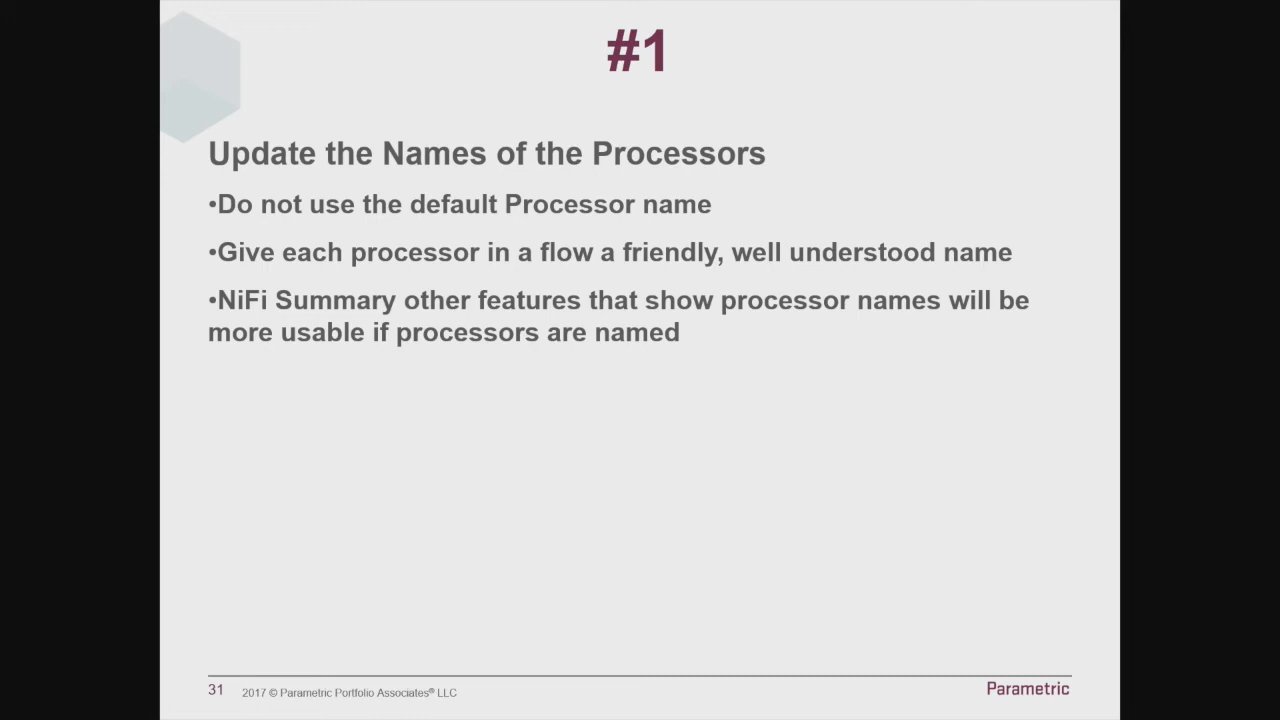 #1
Update the Names of the Processors
•Do not use the default Processor name
•Give each processor in a flow a friendly, well understood name
•NiFi Summary other features that show processor names will be
more usable if processors are named
31 2017 © Parametric Portfolio Associates® LLC Parametric